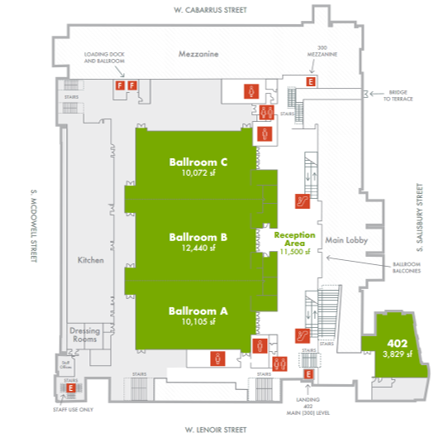 W. CABARRUS STREET
LOADING DOCK
AND BALLROOM
Mezzanine
300
MEZZANINE
F F
E
STAIRS
STAIRS
BRIDGE
TO TERRACE
Ballroom C
10,072 sf
S. MCDOWELL STREET
S. SALISBURY STREET
Kitchen
Ballroom B
12,440 sf
Reception
Area
11,500 sf
Main Lobby
BALLROOM
BALCONIES
Ballroom A
10,105 sf
Dressing
Rooms
STAIRS
402
3,829 sf
STAIRS
STAIRS
STAIRS
STAIRS
E
E
STAFF USE ONLY
LANDING
402
MAIN (300) LEVEL
W. LENOIR STREET